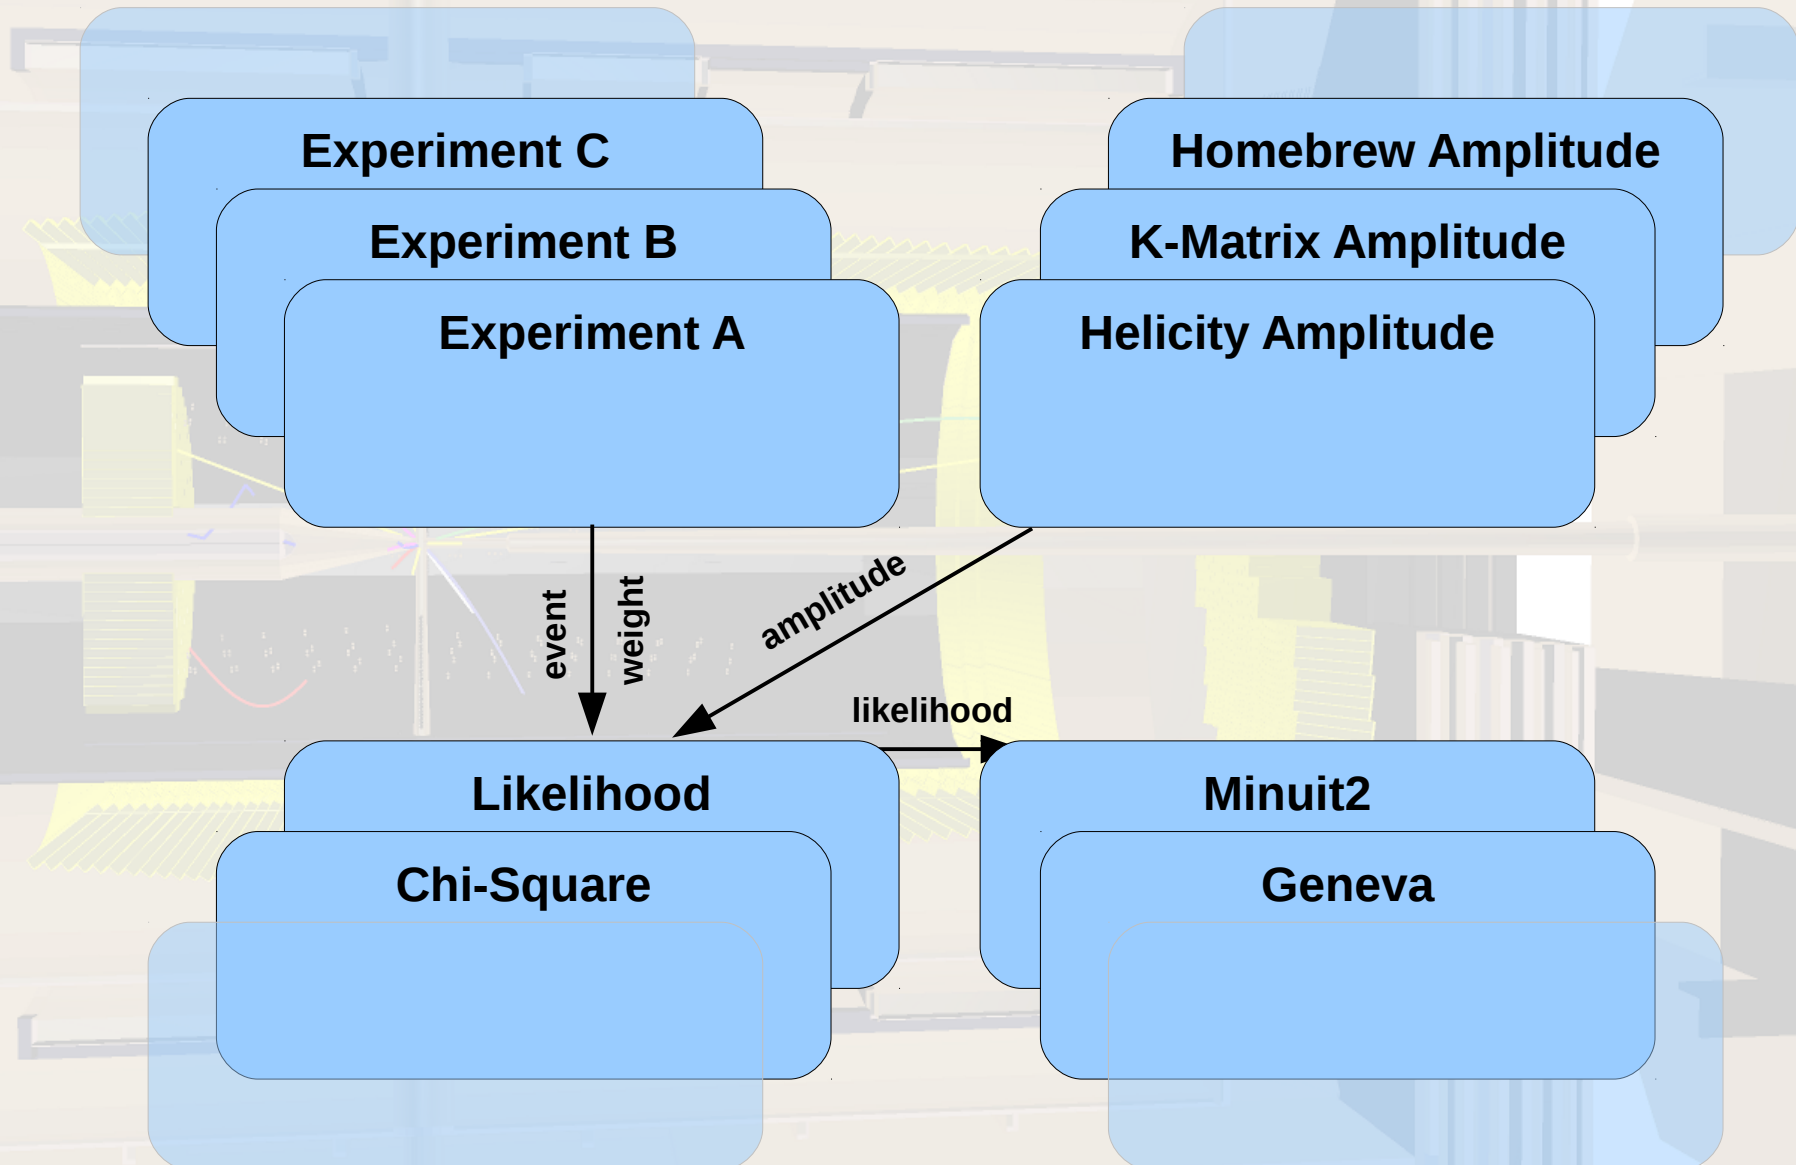 Experiment C
Homebrew Amplitude
Experiment B
K-Matrix Amplitude
Experiment A
Helicity Amplitude
event
weight
amplitude
likelihood
Likelihood
Minuit2
Chi-Square
Geneva